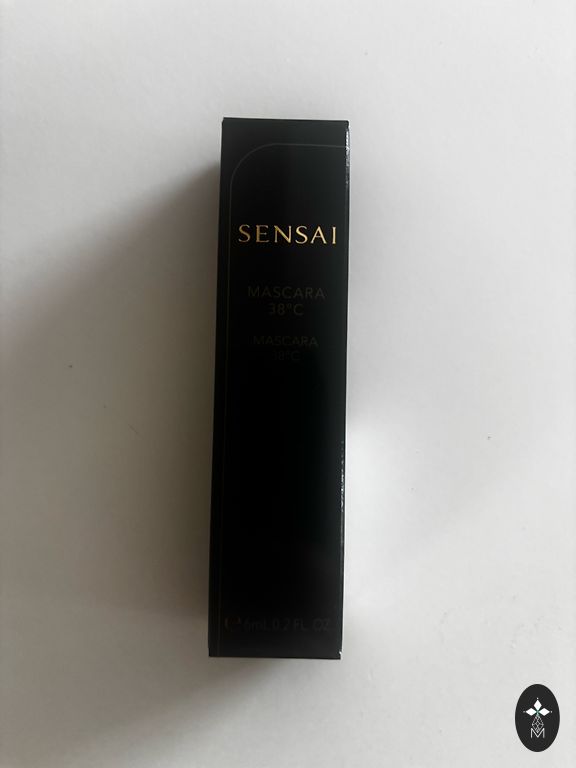 SENSAI
MASCARA
38°C
MASCARA
38°C
℮ 6mL 0.2 FL. OZ.
M